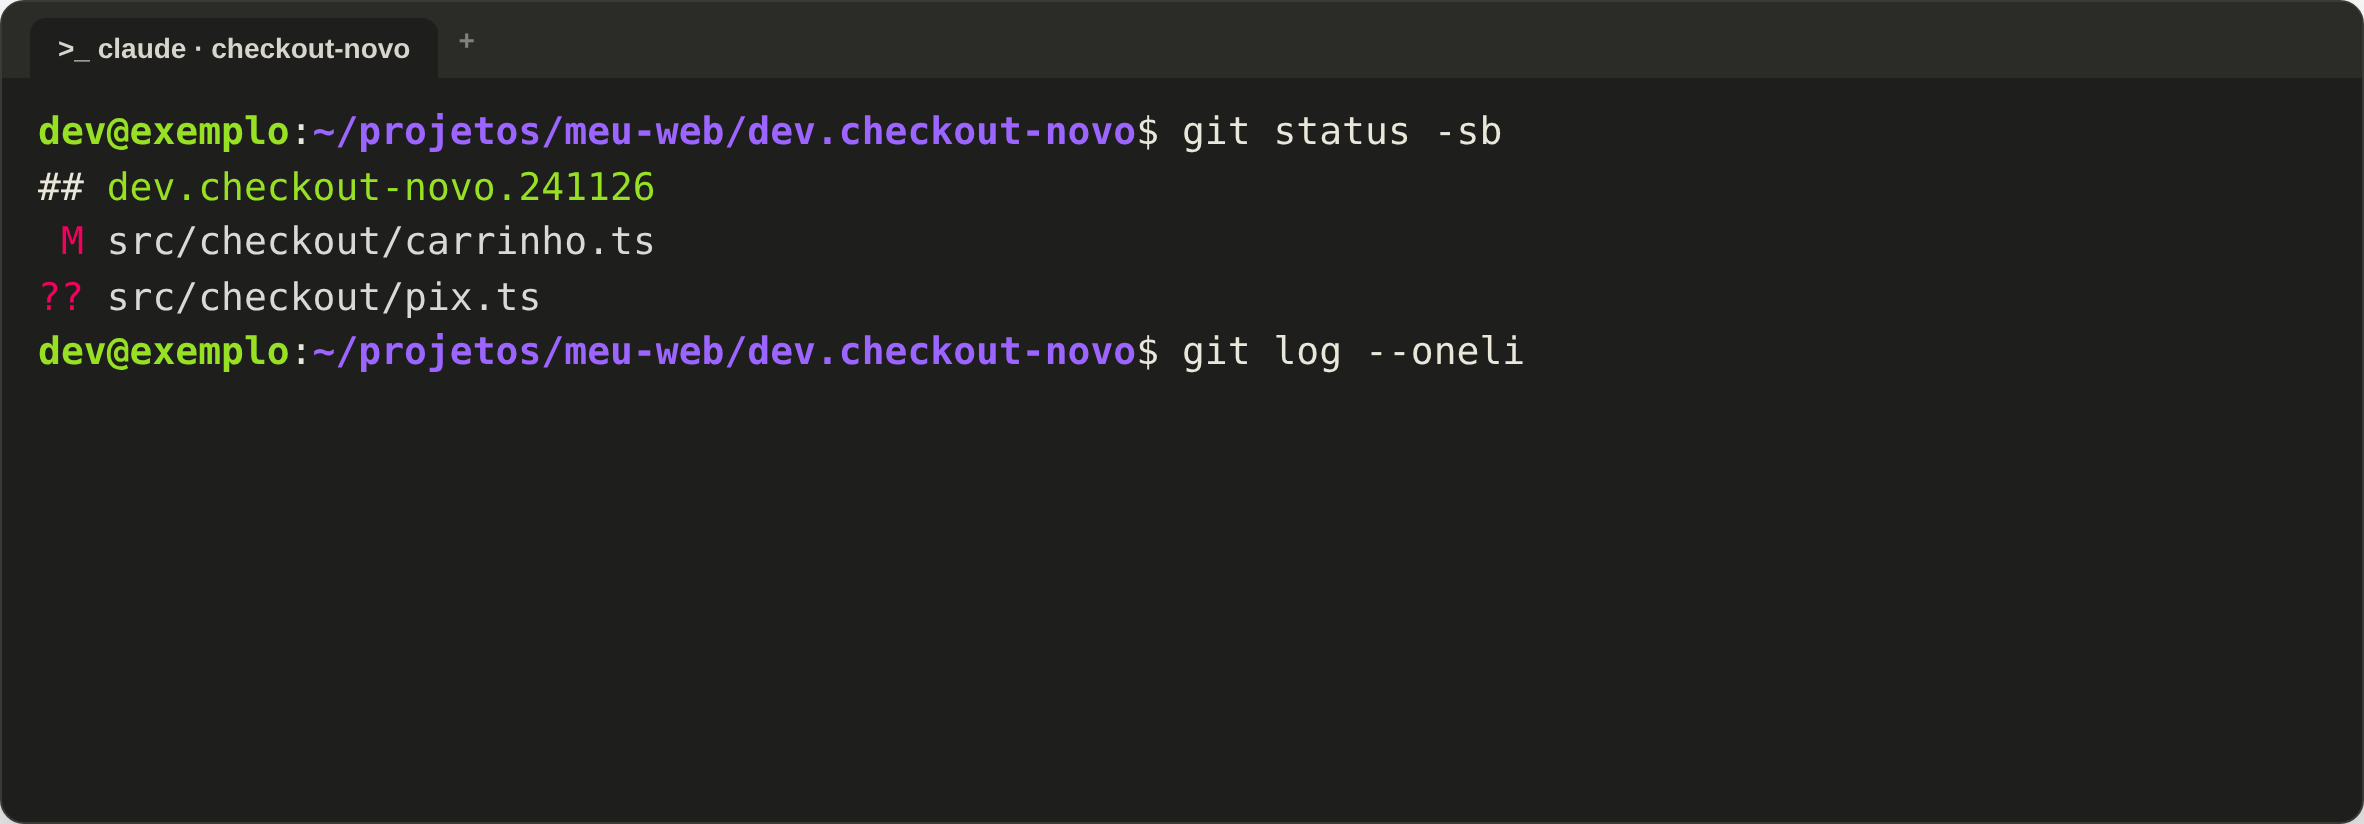 >_ claude · checkout-novo +
dev@exemplo:~/projetos/meu-web/dev.checkout-novo$ git status -sb
## dev.checkout-novo.241126
 M src/checkout/carrinho.ts
?? src/checkout/pix.ts
dev@exemplo:~/projetos/meu-web/dev.checkout-novo$ git log --oneli